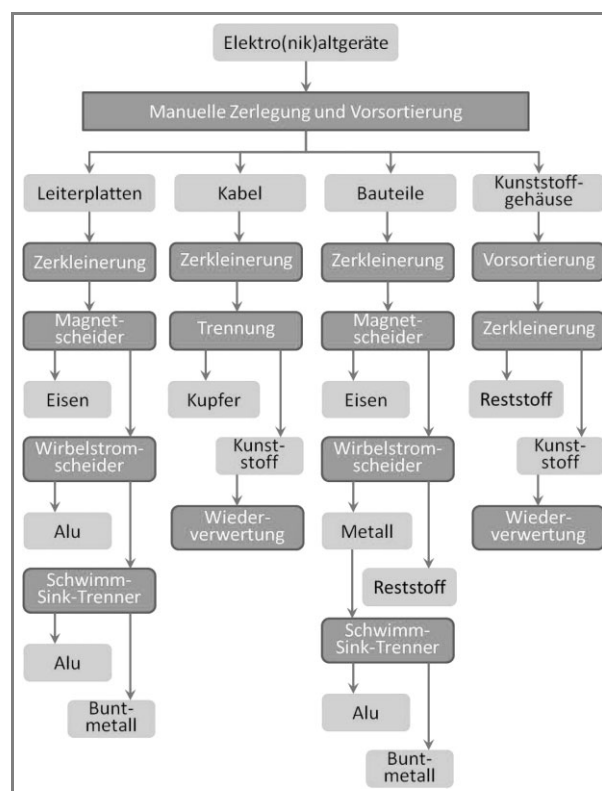 Elektro(nik)altgeräte
Manuelle Zerlegung und Vorsortierung
Leiterplatten
Kabel
Bauteile
Kunststoff-
gehäuse
Zerkleinerung
Zerkleinerung
Zerkleinerung
Vorsortierung
Magnet-
scheider
Trennung
Magnet-
scheider
Zerkleinerung
Eisen
Kupfer
Eisen
Reststoff
Wirbelstrom-
scheider
Kunst-
stoff
Wirbelstrom-
scheider
Kunst-
stoff
Alu
Wieder-
verwertung
Metall
Wieder-
verwertung
Schwimm-
Sink-Trenner
Reststoff
Schwimm-
Sink-Trenner
Alu
Alu
Bunt-
metall
Bunt-
metall